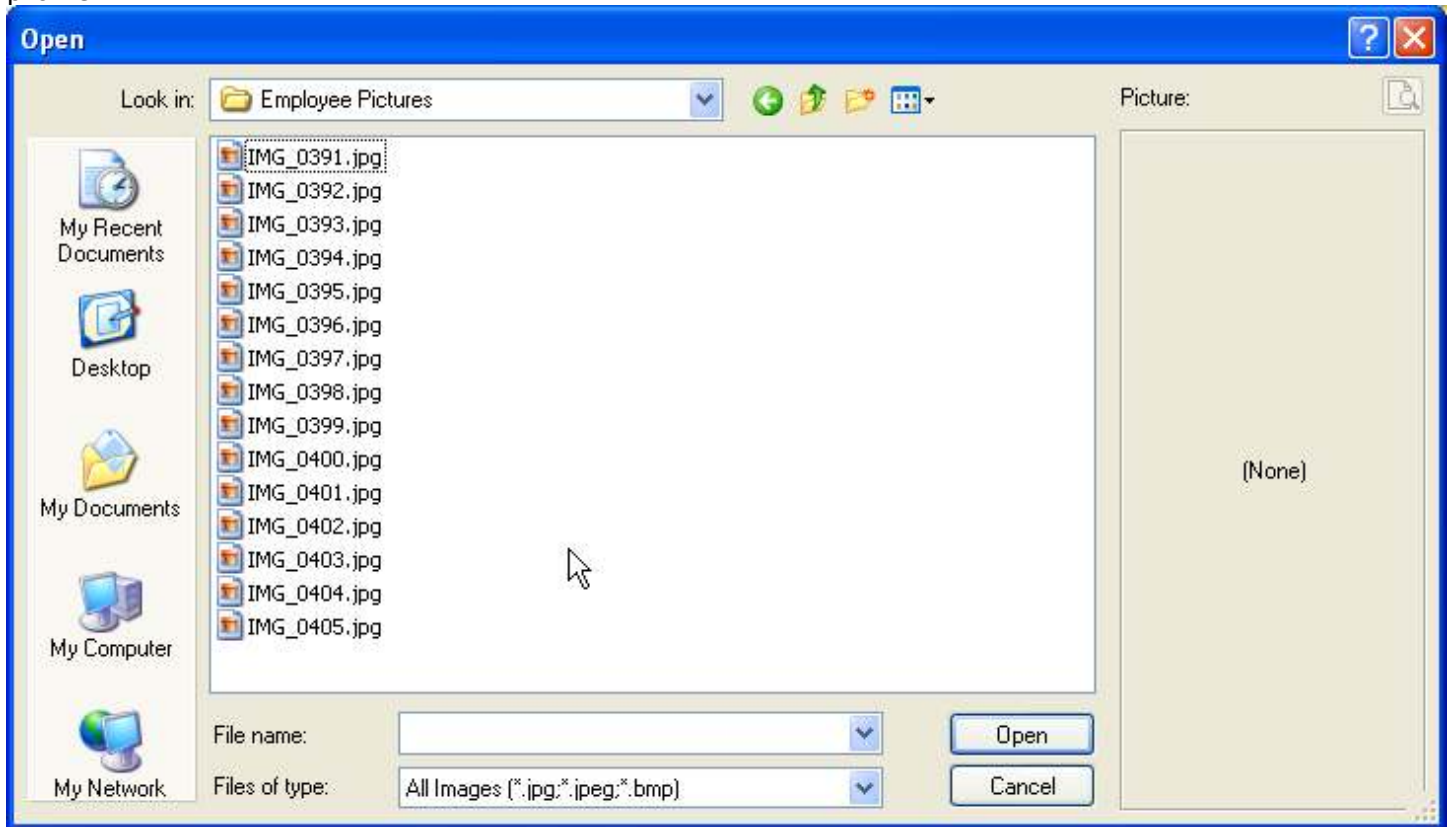 Open
Look in:
Employee Pictures
Picture:
My Recent
Documents
Desktop
My Documents
My Computer
My Network
IMG_0391.jpg
IMG_0392.jpg
IMG_0393.jpg
IMG_0394.jpg
IMG_0395.jpg
IMG_0396.jpg
IMG_0397.jpg
IMG_0398.jpg
IMG_0399.jpg
IMG_0400.jpg
IMG_0401.jpg
IMG_0402.jpg
IMG_0403.jpg
IMG_0404.jpg
IMG_0405.jpg
(None)
File name:
Open
Files of type:
All Images (*.jpg;*.jpeg;*.bmp)
Cancel